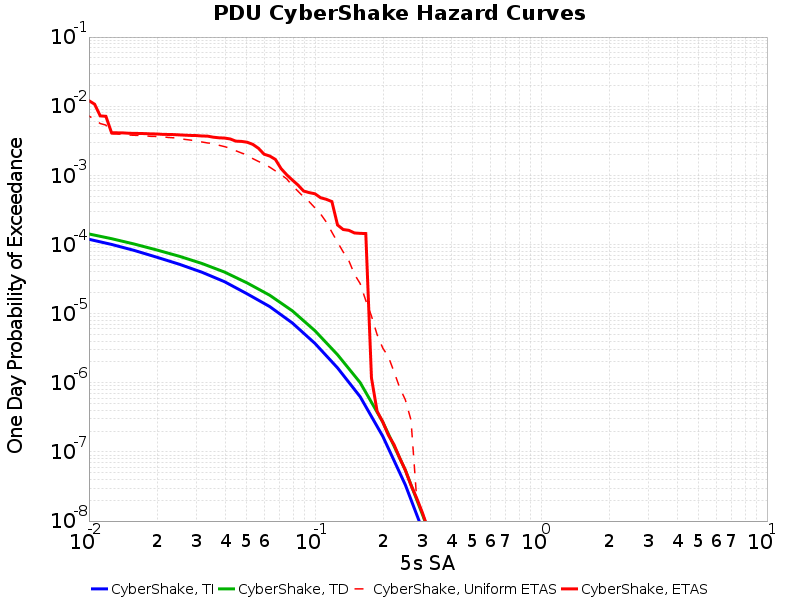 PDU CyberShake Hazard Curves
One Day Probability of Exceedance
10-1
10-2
10-3
10-4
10-5
10-6
10-7
10-8
10-2 2 3 4 5 6 10-1 2 3 4 5 6 7 100 2 3 4 5 6 7 101
5s SA
CyberShake, TI CyberShake, TD CyberShake, Uniform ETAS CyberShake, ETAS